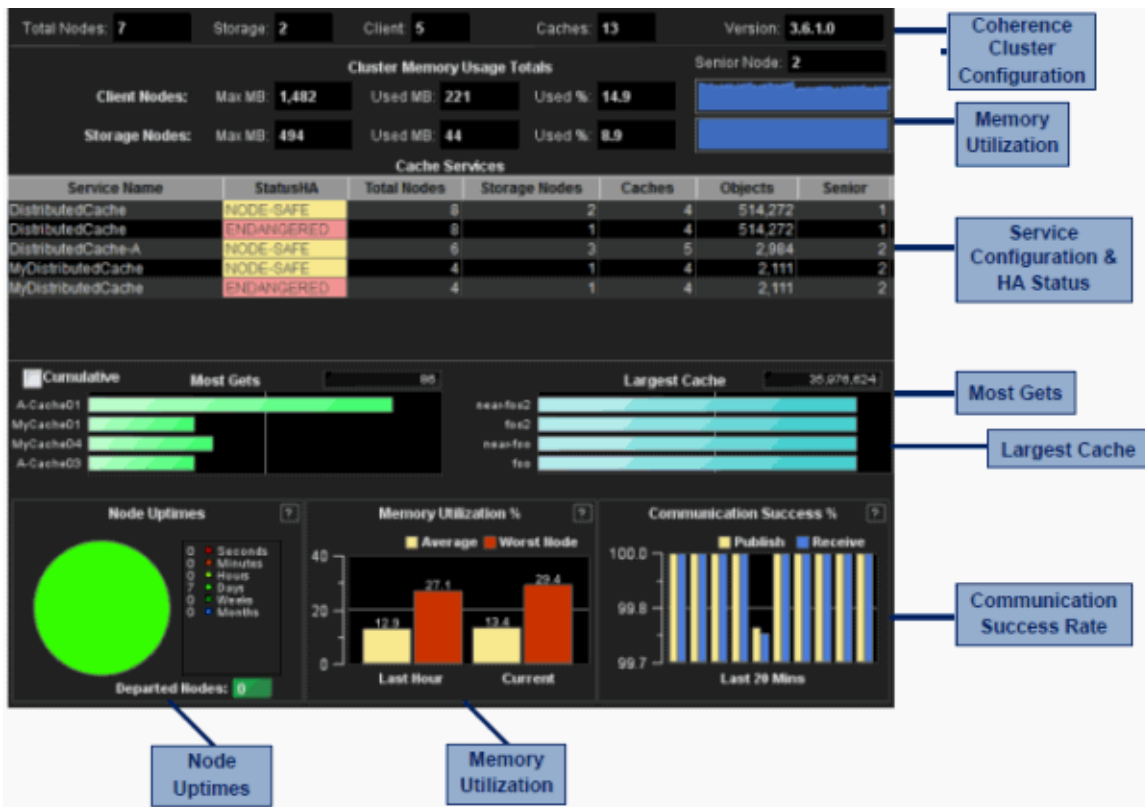 Total Nodes: 7 Storage: 2 Client 5 Caches: 13 Version: 3.6.1.0
Coherence
Cluster
Configuration
Cluster Memory Usage Totals
Senior Node: 2
Client Nodes: Max MB: 1,482 Used MB: 221 Used %: 14.9
Storage Nodes: Max MB: 494 Used MB: 44 Used %: 8.9
Memory
Utilization
Cache Services
Service Name StatusHA Total Nodes Storage Nodes Caches Objects Senior
DistributedCache NODE-SAFE 8 2 4 514,272 1
DistributedCache ENDANGERED 8 1 4 514,272 1
DistributedCache-A NODE-SAFE 6 3 5 2,984 2
MyDistributedCache NODE-SAFE 4 1 4 2,111 2
MyDistributedCache ENDANGERED 4 1 4 2,111 2
Service
Configuration &
HA Status
Cumulative Most Gets 86
A-Cache01
MyCache01
MyCache04
A-Cache03
Largest Cache 35,976,624
near-foo2
foo2
near-foo
foo
Most Gets
Largest Cache
Node Uptimes ?
0 Seconds
0 Minutes
0 Hours
7 Days
0 Weeks
0 Months
Departed Nodes: 0
Memory Utilization % ?
Average Worst Node
40
20
0
12.9 27.1 13.4 29.4
Last Hour Current
Communication Success % ?
Publish Receive
100.0
99.8
99.7
Last 20 Mins
Communication
Success Rate
Node
Uptimes
Memory
Utilization